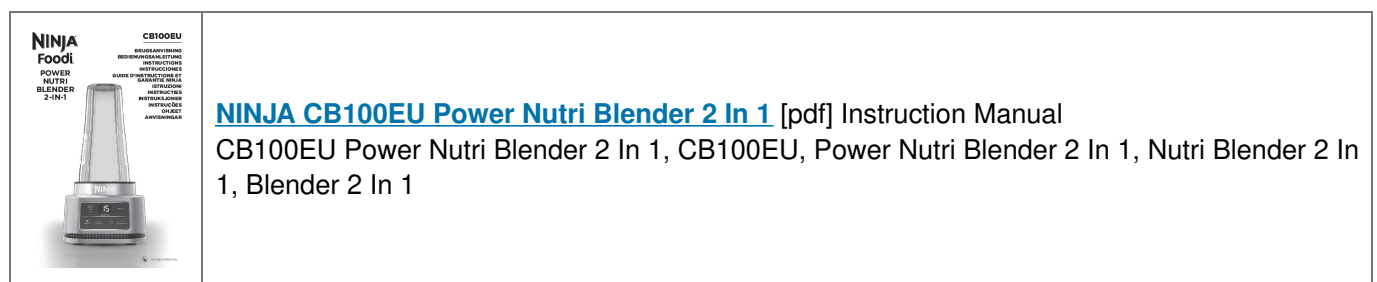 NINJA
Foodi
POWER
NUTRI
BLENDER
2-IN-1
CB100EU
BRUGSANVISNING
BEDIENUNGSANLEITUNG
INSTRUCTIONS
INSTRUCCIONES
GUIDE D'INSTRUCTIONS ET
GARANTIE NINJA
ISTRUZIONI
INSTRUCTIES
INSTRUKSJONER
INSTRUÇÕES
OHJEET
ANVISNINGAR
NINJA
15
NINJA CB100EU Power Nutri Blender 2 In 1 [pdf] Instruction Manual
CB100EU Power Nutri Blender 2 In 1, CB100EU, Power Nutri Blender 2 In 1, Nutri Blender 2 In
1, Blender 2 In 1